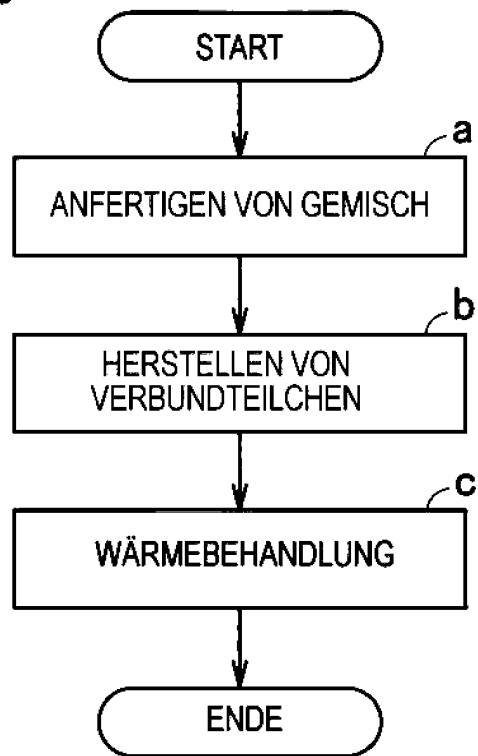 START
a
ANFERTIGEN VON GEMISCH
b
HERSTELLEN VON
VERBUNDTEILCHEN
c
WÄRMEBEHANDLUNG
ENDE